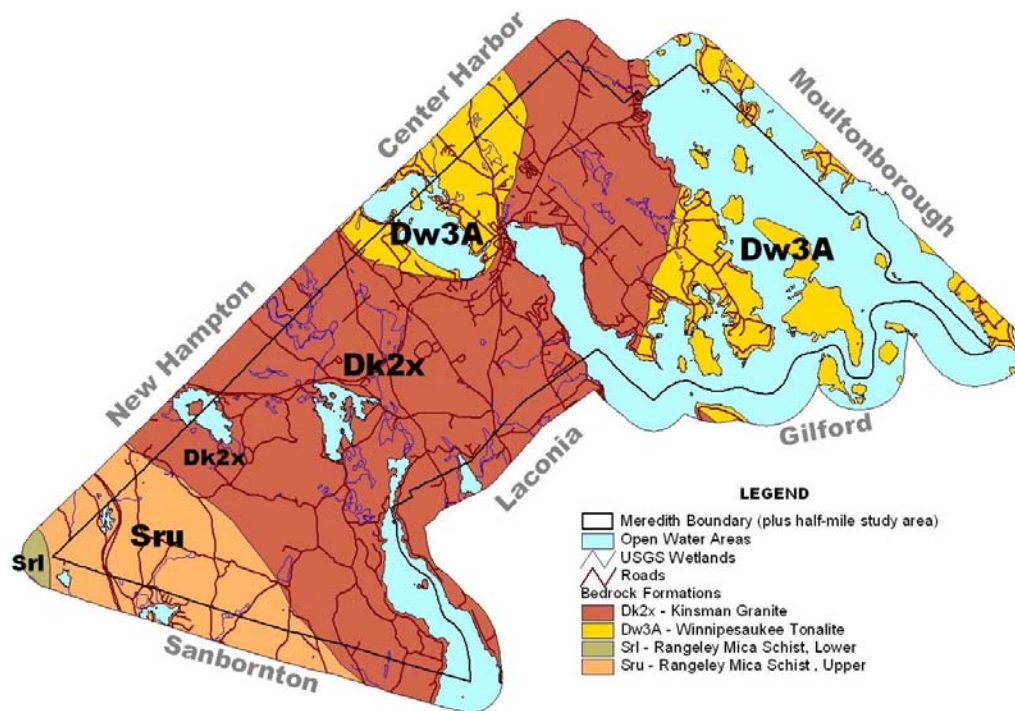 Center Harbor
Moultonborough
Dw3A
Dw3A
New Hampton
Dk2x
Dk2x
Laconia
Gilford
Sru
Srl
Sanbornton
LEGEND
Meredith Boundary (plus half-mile study area)
Open Water Areas
USGS Wetlands
Roads
Bedrock Formations
Dk2x - Kinsman Granite
Dw3A - Winnipesaukee Tonalite
Srl - Rangeley Mica Schist, Lower
Sru - Rangeley Mica Schist , Upper